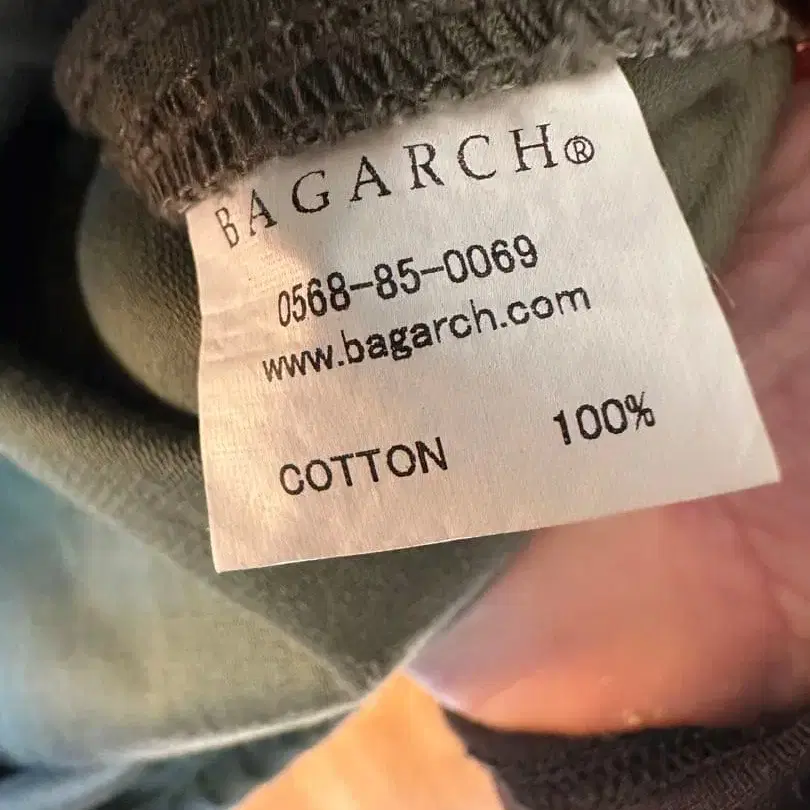 BAGARCH®
0568-85-0069
www.bagarch.com
COTTON 100%